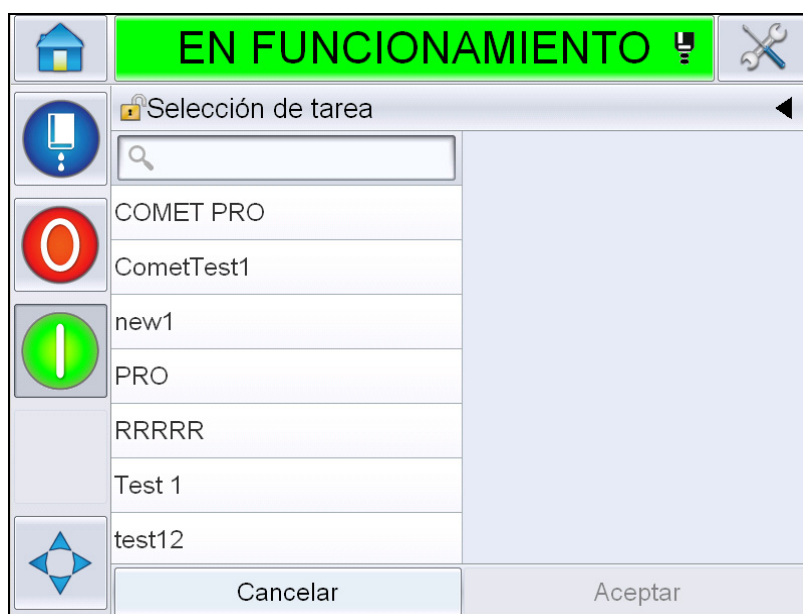 EN FUNCIONAMIENTO
Selección de tarea
COMET PRO
CometTest1
new1
PRO
RRRRR
Test 1
test12
Cancelar
Aceptar